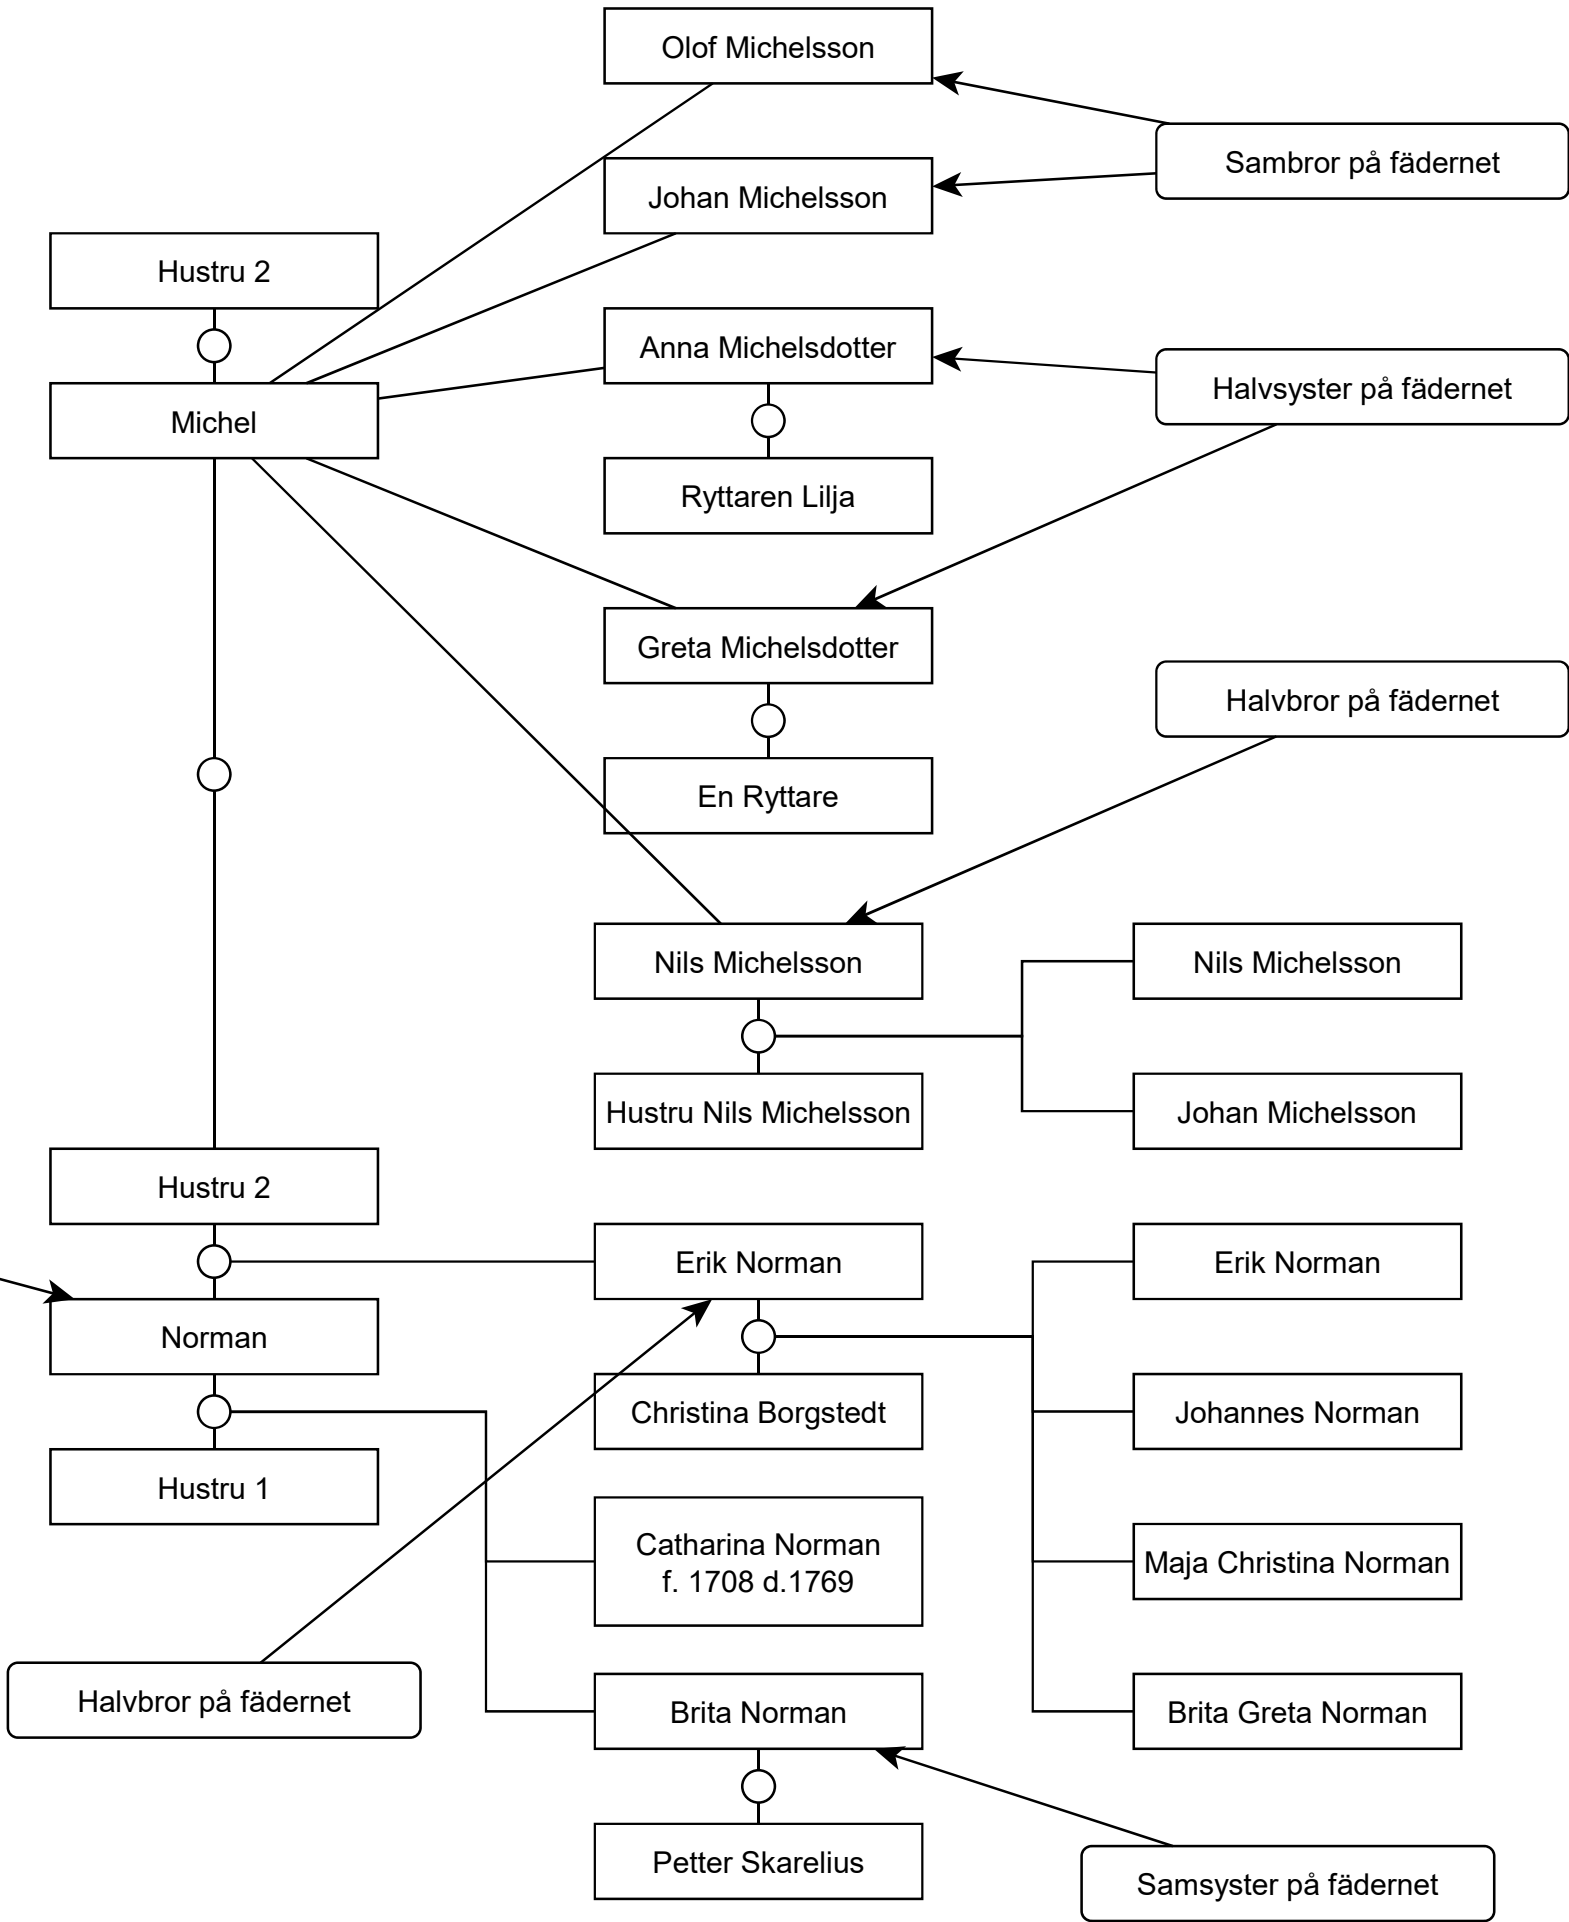 Olof Michelsson
Sambror på fädernet
Johan Michelsson
Hustru 2
Anna Michelsdotter
Halvsyster på fädernet
Michel
Ryttaren Lilja
Greta Michelsdotter
Halvbror på fädernet
En Ryttare
Nils Michelsson
Nils Michelsson
Hustru Nils Michelsson
Johan Michelsson
Hustru 2
Erik Norman
Erik Norman
Norman
Christina Borgstedt
Johannes Norman
Hustru 1
Catharina Norman
f. 1708 d.1769
Maja Christina Norman
Halvbror på fädernet
Brita Norman
Brita Greta Norman
Petter Skarelius
Samsyster på fädernet